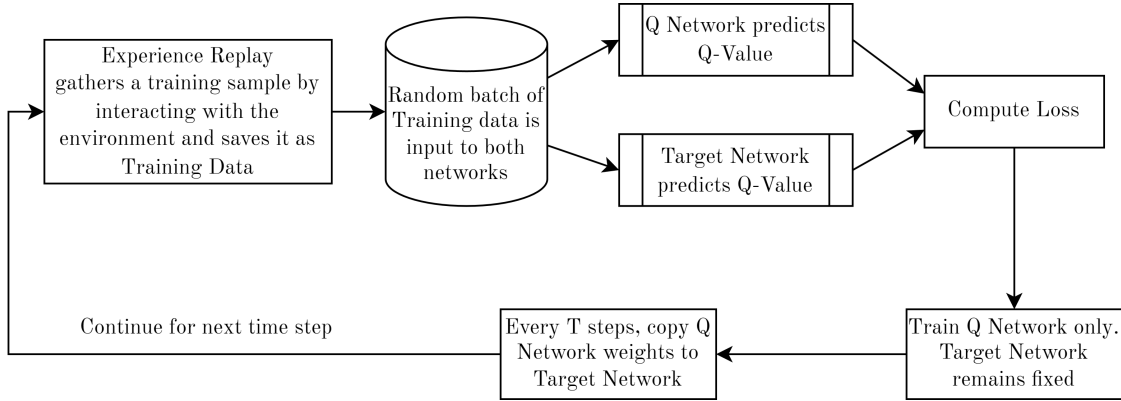 Experience Replay
gathers a training sample by
interacting with the
environment and saves it as
Training Data
Random batch of
Training data is
input to both
networks
Q Network predicts
Q-Value
Target Network
predicts Q-Value
Compute Loss
Train Q Network only.
Target Network
remains fixed
Every T steps, copy Q
Network weights to
Target Network
Continue for next time step